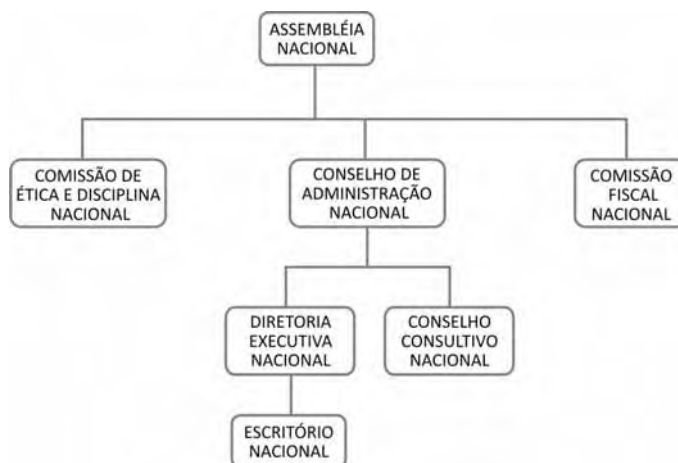 ASSEMBLÉIA
NACIONAL
COMISSÃO DE
ÉTICA E DISCIPLINA
NACIONAL
CONSELHO DE
ADMINISTRAÇÃO
NACIONAL
COMISSÃO
FISCAL
NACIONAL
DIRETORIA
EXECUTIVA
NACIONAL
CONSELHO
CONSULTIVO
NACIONAL
ESCRITÓRIO
NACIONAL